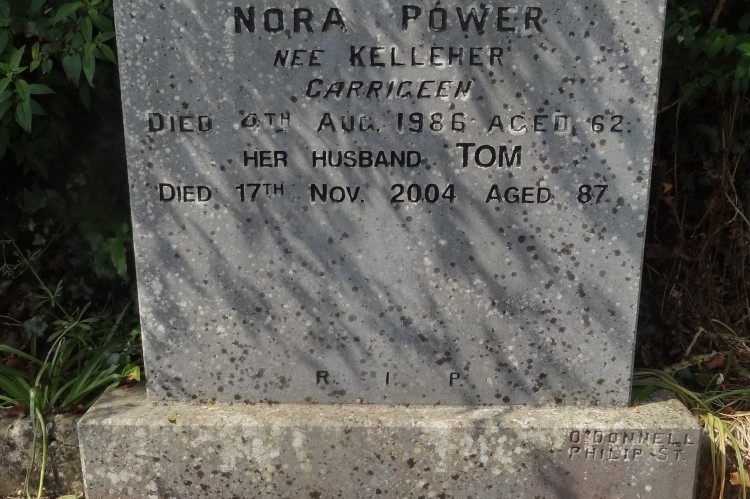 NORA POWER
NEE KELLEHER
CARRIGEEN
DIED 4TH AUG. 1986 AGED 62.
HER HUSBAND TOM
DIED 17TH NOV. 2004 AGED 87
R I P
O'DONNELL
PHILIP ST.